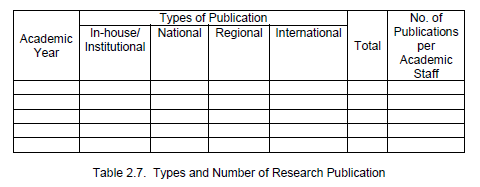 Academic Year
Types of Publication
In-house/ Institutional
National
Regional
International
Total
No. of Publications per Academic Staff
Table 2.7. Types and Number of Research Publication